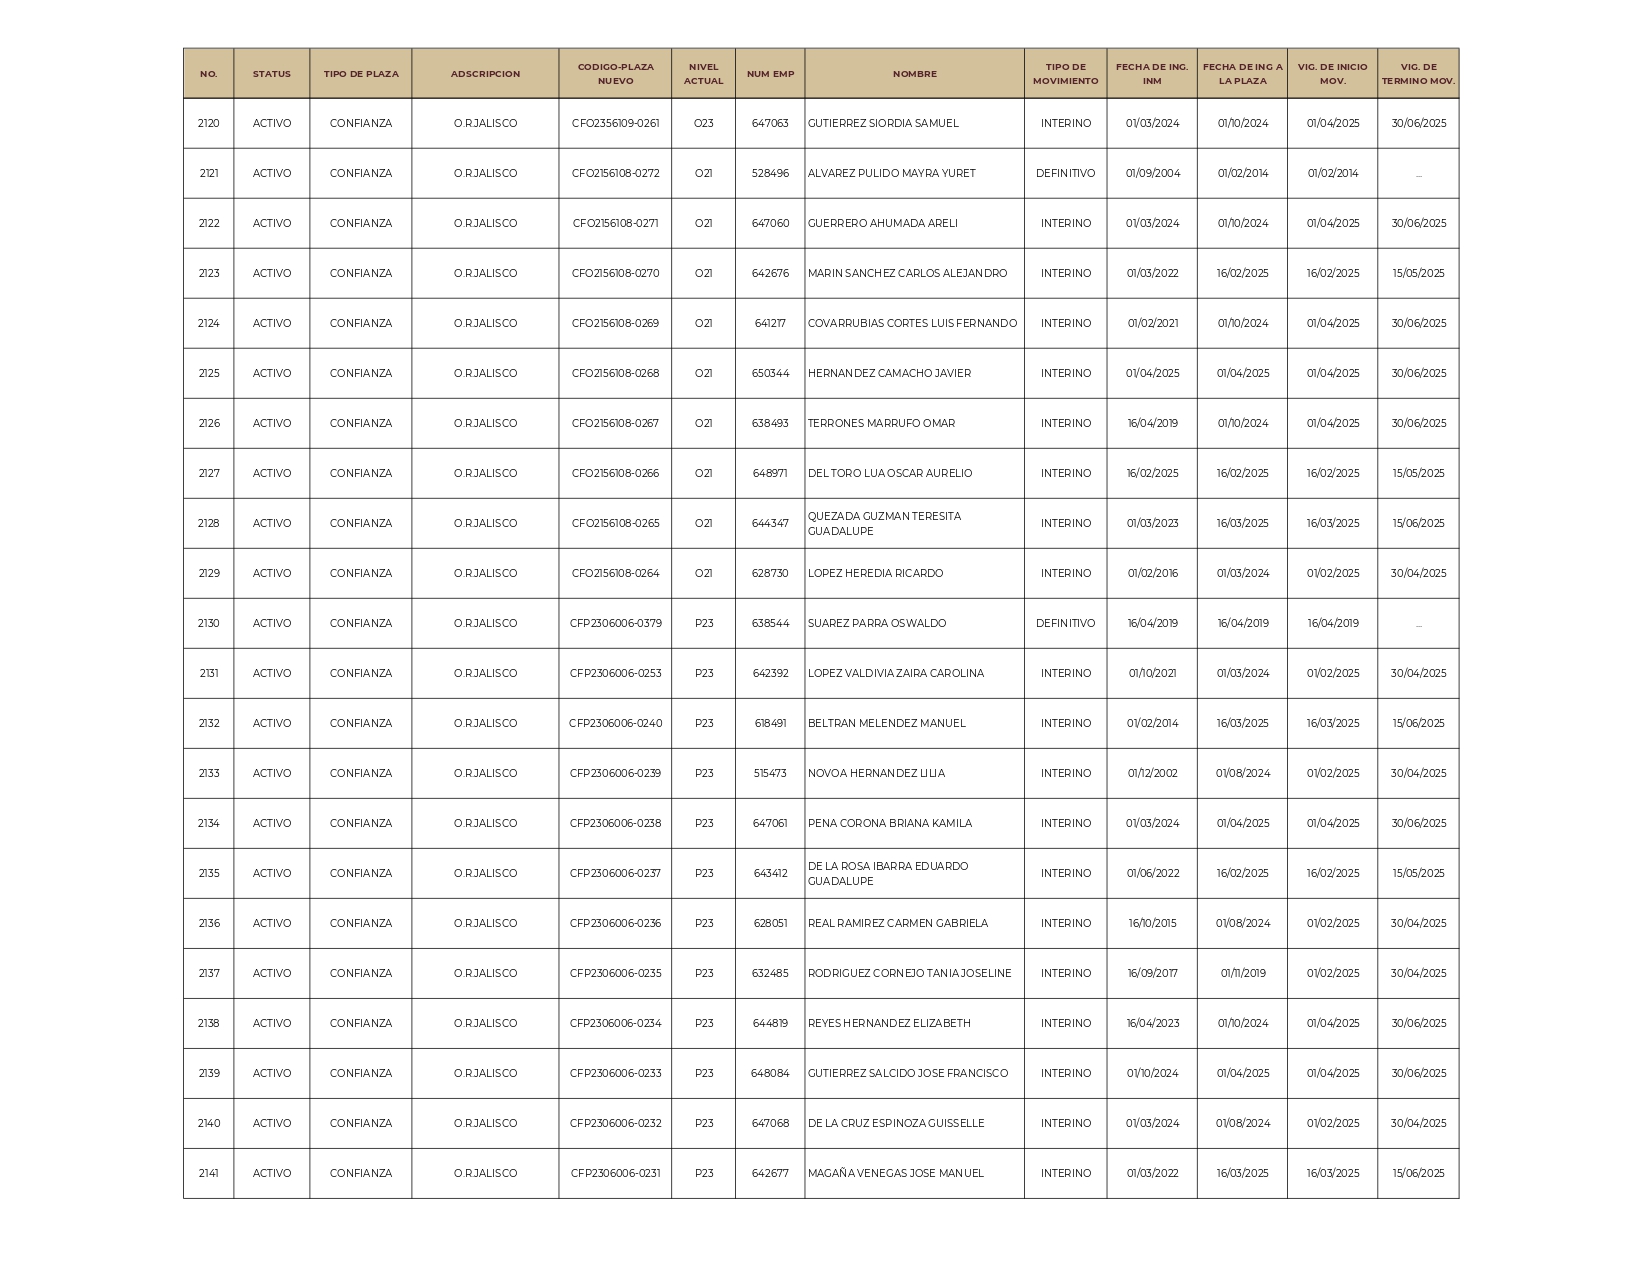 NO. STATUS TIPO DE PLAZA ADSCRIPCION CODIGO-PLAZA NUEVO NIVEL ACTUAL NUM EMP NOMBRE TIPO DE MOVIMIENTO FECHA DE ING. INM FECHA DE ING A LA PLAZA VIG. DE INICIO MOV. VIG. DE TERMINO MOV.
2120 ACTIVO CONFIANZA O.R.JALISCO CFO2356109-0261 O23 647063 GUTIERREZ SIORDIA SAMUEL INTERINO 01/03/2024 01/10/2024 01/04/2025 30/06/2025
2121 ACTIVO CONFIANZA O.R.JALISCO CFO2156108-0272 O21 528496 ALVAREZ PULIDO MAYRA YURET DEFINITIVO 01/09/2004 01/02/2014 01/02/2014 ...
2122 ACTIVO CONFIANZA O.R.JALISCO CFO2156108-0271 O21 647060 GUERRERO AHUMADA ARELI INTERINO 01/03/2024 01/10/2024 01/04/2025 30/06/2025
2123 ACTIVO CONFIANZA O.R.JALISCO CFO2156108-0270 O21 642676 MARIN SANCHEZ CARLOS ALEJANDRO INTERINO 01/03/2022 16/02/2025 16/02/2025 15/05/2025
2124 ACTIVO CONFIANZA O.R.JALISCO CFO2156108-0269 O21 641217 COVARRUBIAS CORTES LUIS FERNANDO INTERINO 01/02/2021 01/10/2024 01/04/2025 30/06/2025
2125 ACTIVO CONFIANZA O.R.JALISCO CFO2156108-0268 O21 650344 HERNANDEZ CAMACHO JAVIER INTERINO 01/04/2025 01/04/2025 01/04/2025 30/06/2025
2126 ACTIVO CONFIANZA O.R.JALISCO CFO2156108-0267 O21 638493 TERRONES MARRUFO OMAR INTERINO 16/04/2019 01/10/2024 01/04/2025 30/06/2025
2127 ACTIVO CONFIANZA O.R.JALISCO CFO2156108-0266 O21 648971 DEL TORO LUA OSCAR AURELIO INTERINO 16/02/2025 16/02/2025 16/02/2025 15/05/2025
2128 ACTIVO CONFIANZA O.R.JALISCO CFO2156108-0265 O21 644347 QUEZADA GUZMAN TERESITA GUADALUPE INTERINO 01/03/2023 16/03/2025 16/03/2025 15/06/2025
2129 ACTIVO CONFIANZA O.R.JALISCO CFO2156108-0264 O21 628730 LOPEZ HEREDIA RICARDO INTERINO 01/02/2016 01/03/2024 01/02/2025 30/04/2025
2130 ACTIVO CONFIANZA O.R.JALISCO CFP2306006-0379 P23 638544 SUAREZ PARRA OSWALDO DEFINITIVO 16/04/2019 16/04/2019 16/04/2019 ...
2131 ACTIVO CONFIANZA O.R.JALISCO CFP2306006-0253 P23 642392 LOPEZ VALDIVIA ZAIRA CAROLINA INTERINO 01/10/2021 01/03/2024 01/02/2025 30/04/2025
2132 ACTIVO CONFIANZA O.R.JALISCO CFP2306006-0240 P23 618491 BELTRAN MELENDEZ MANUEL INTERINO 01/02/2014 16/03/2025 16/03/2025 15/06/2025
2133 ACTIVO CONFIANZA O.R.JALISCO CFP2306006-0239 P23 515473 NOVOA HERNANDEZ LILIA INTERINO 01/12/2002 01/08/2024 01/02/2025 30/04/2025
2134 ACTIVO CONFIANZA O.R.JALISCO CFP2306006-0238 P23 647061 PENA CORONA BRIANA KAMILA INTERINO 01/03/2024 01/04/2025 01/04/2025 30/06/2025
2135 ACTIVO CONFIANZA O.R.JALISCO CFP2306006-0237 P23 643412 DE LA ROSA IBARRA EDUARDO GUADALUPE INTERINO 01/06/2022 16/02/2025 16/02/2025 15/05/2025
2136 ACTIVO CONFIANZA O.R.JALISCO CFP2306006-0236 P23 628051 REAL RAMIREZ CARMEN GABRIELA INTERINO 16/10/2015 01/08/2024 01/02/2025 30/04/2025
2137 ACTIVO CONFIANZA O.R.JALISCO CFP2306006-0235 P23 632485 RODRIGUEZ CORNEJO TANIA JOSELINE INTERINO 16/09/2017 01/11/2019 01/02/2025 30/04/2025
2138 ACTIVO CONFIANZA O.R.JALISCO CFP2306006-0234 P23 644819 REYES HERNANDEZ ELIZABETH INTERINO 16/04/2023 01/10/2024 01/04/2025 30/06/2025
2139 ACTIVO CONFIANZA O.R.JALISCO CFP2306006-0233 P23 648084 GUTIERREZ SALCIDO JOSE FRANCISCO INTERINO 01/10/2024 01/04/2025 01/04/2025 30/06/2025
2140 ACTIVO CONFIANZA O.R.JALISCO CFP2306006-0232 P23 647068 DE LA CRUZ ESPINOZA GUISSELLE INTERINO 01/03/2024 01/08/2024 01/02/2025 30/04/2025
2141 ACTIVO CONFIANZA O.R.JALISCO CFP2306006-0231 P23 642677 MAGAÑA VENEGAS JOSE MANUEL INTERINO 01/03/2022 16/03/2025 16/03/2025 15/06/2025